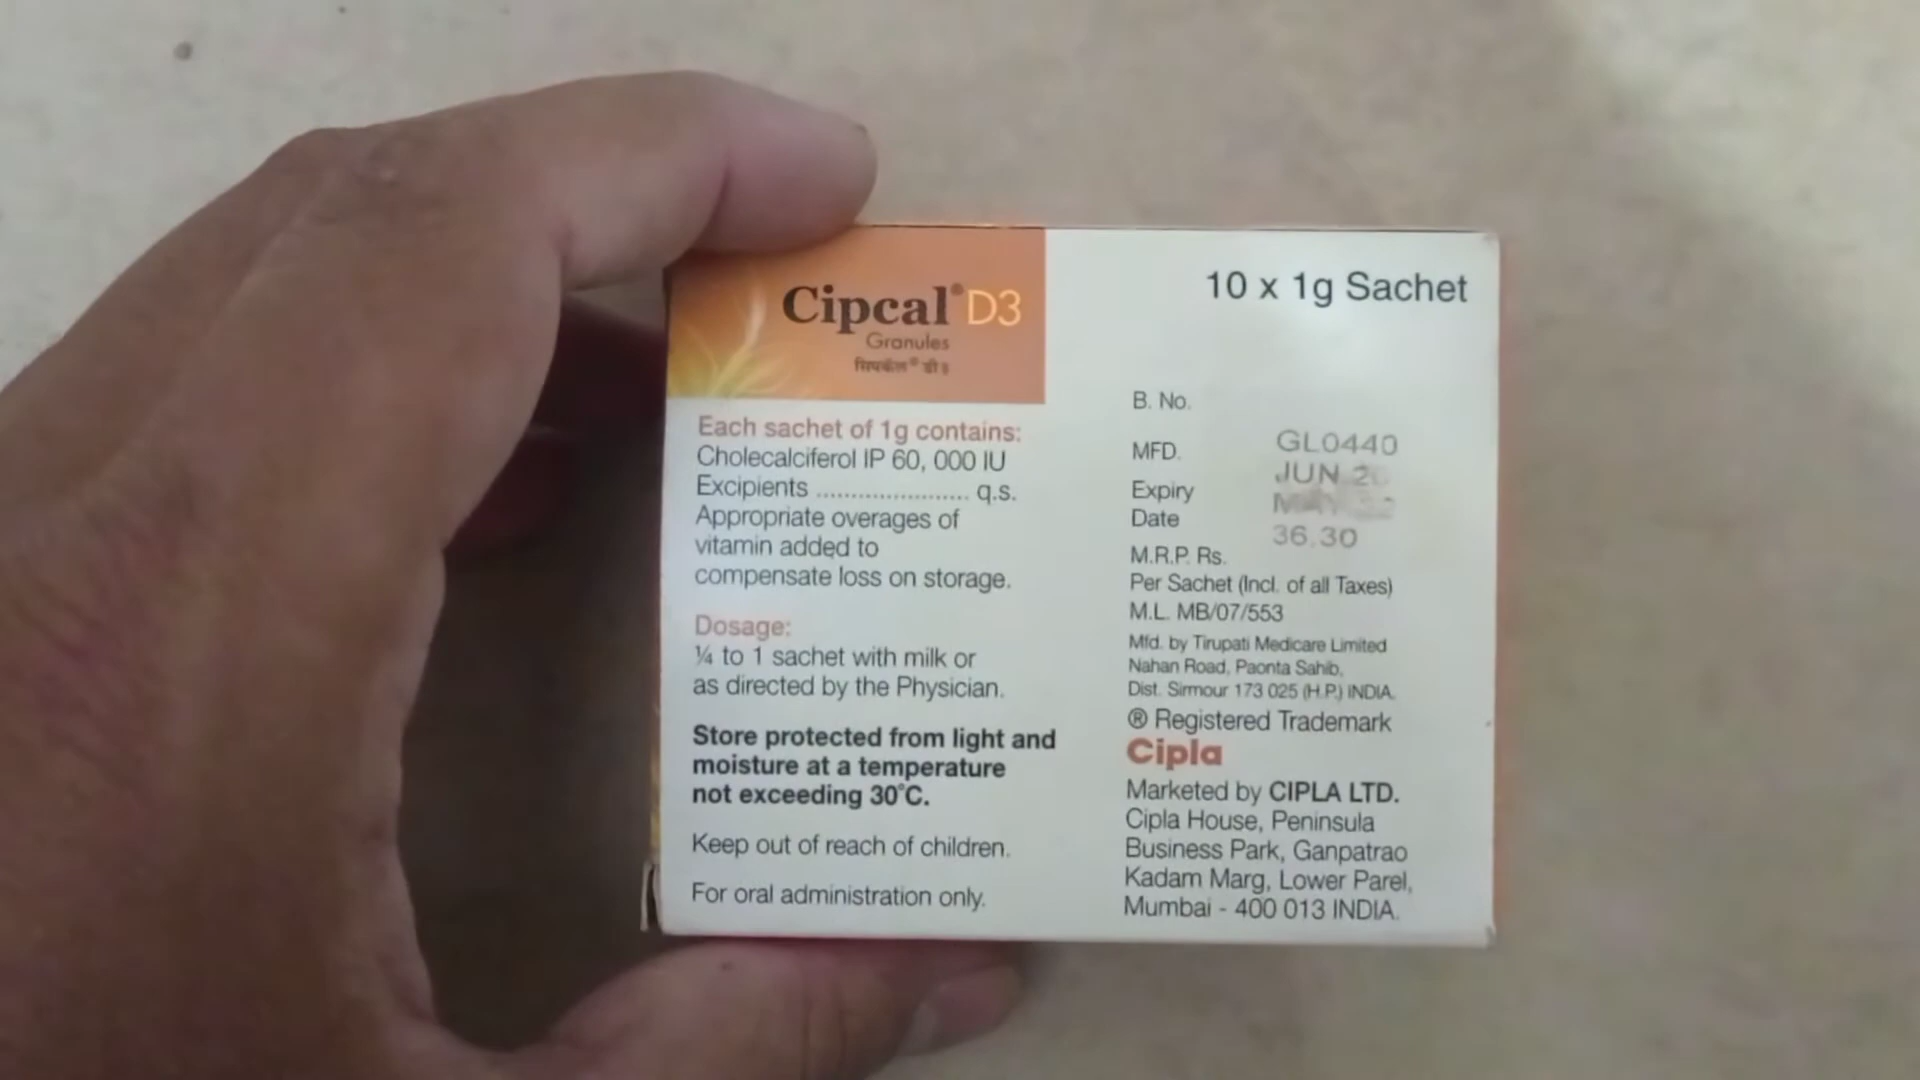 Cipcal® D3
Granules
सिपकॅल® डी ३
Each sachet of 1g contains:
Cholecalciferol IP 60, 000 IU
Excipients ...................... q.s.
Appropriate overages of
vitamin added to
compensate loss on storage.
Dosage:
¼ to 1 sachet with milk or
as directed by the Physician.
Store protected from light and
moisture at a temperature
not exceeding 30°C.
Keep out of reach of children.
For oral administration only.
10 x 1g Sachet
B. No.
GL0440
MFD.
JUN
Expiry
Date
MAY
36.30
M.R.P. Rs.
Per Sachet (Incl. of all Taxes)
M.L. MB/07/553
Mfd. by Tirupati Medicare Limited
Nahan Road, Paonta Sahib,
Dist. Sirmour 173 025 (H.P.) INDIA.
® Registered Trademark
Cipla
Marketed by CIPLA LTD.
Cipla House, Peninsula
Business Park, Ganpatrao
Kadam Marg, Lower Parel,
Mumbai - 400 013 INDIA.